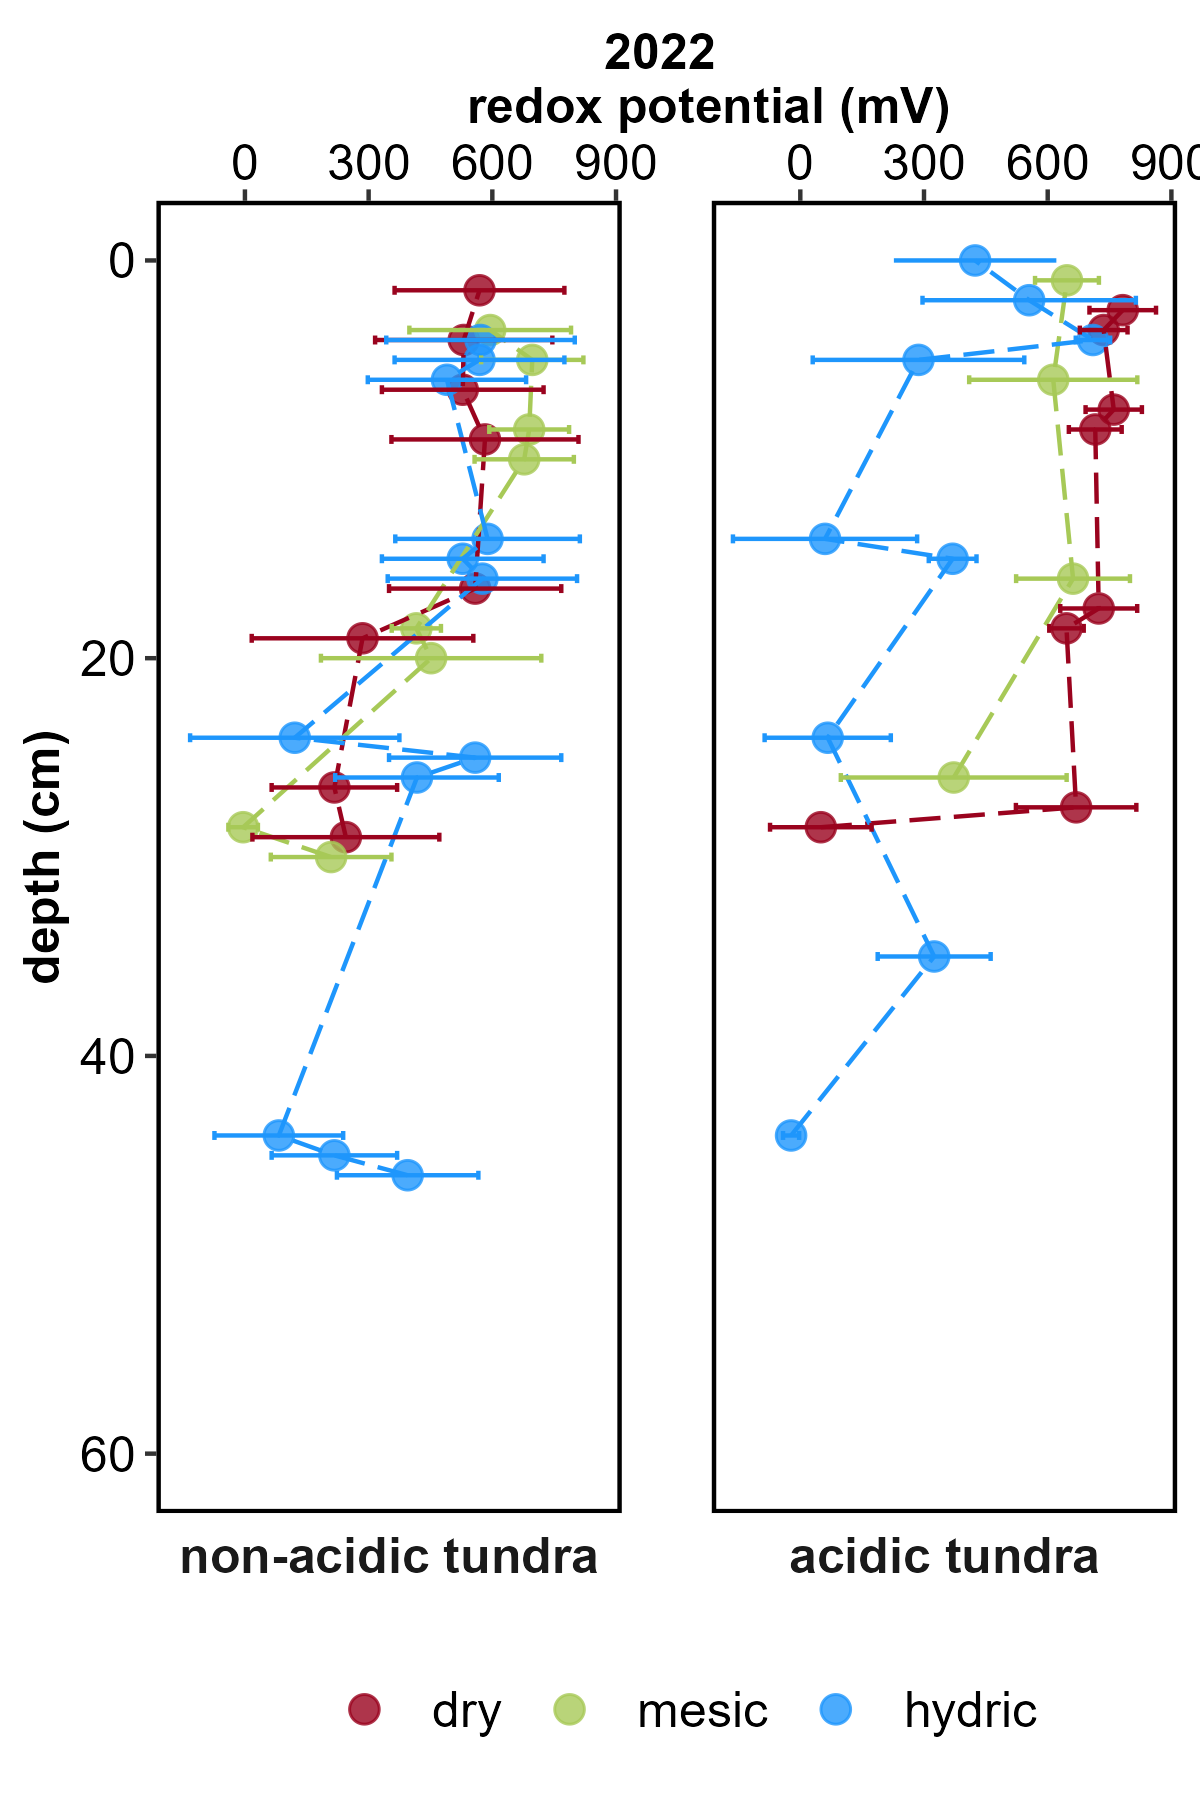 2022
redox potential (mV)
0 300 600 900 0 300 600 900
0
20
40
60
depth (cm)
non-acidic tundra acidic tundra
dry mesic hydric